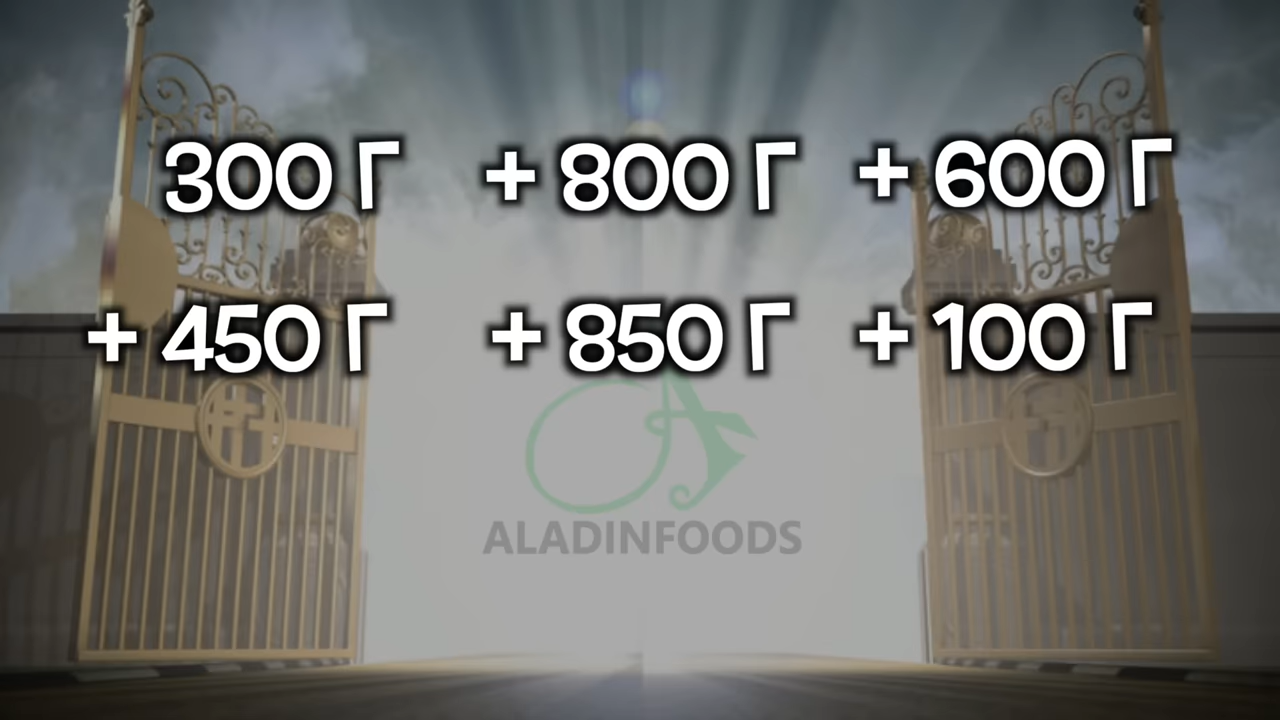 300 Г + 800 Г + 600 Г
+ 450 Г + 850 Г + 100 Г
ALADINFOODS